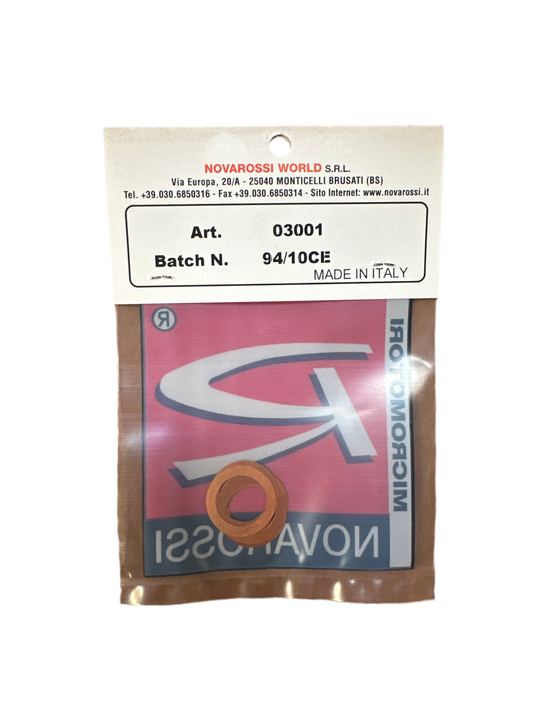 NOVAROSSI WORLD S.R.L.
Via Europa, 20/A - 25040 MONTICELLI BRUSATI (BS)
Tel. +39.030.6850316 - Fax +39.030.6850314 - Sito Internet: www.novarossi.it
Art. 03001
Batch N. 94/10CE
MADE IN ITALY
®
MICROMOTORI
NOVAROSSI